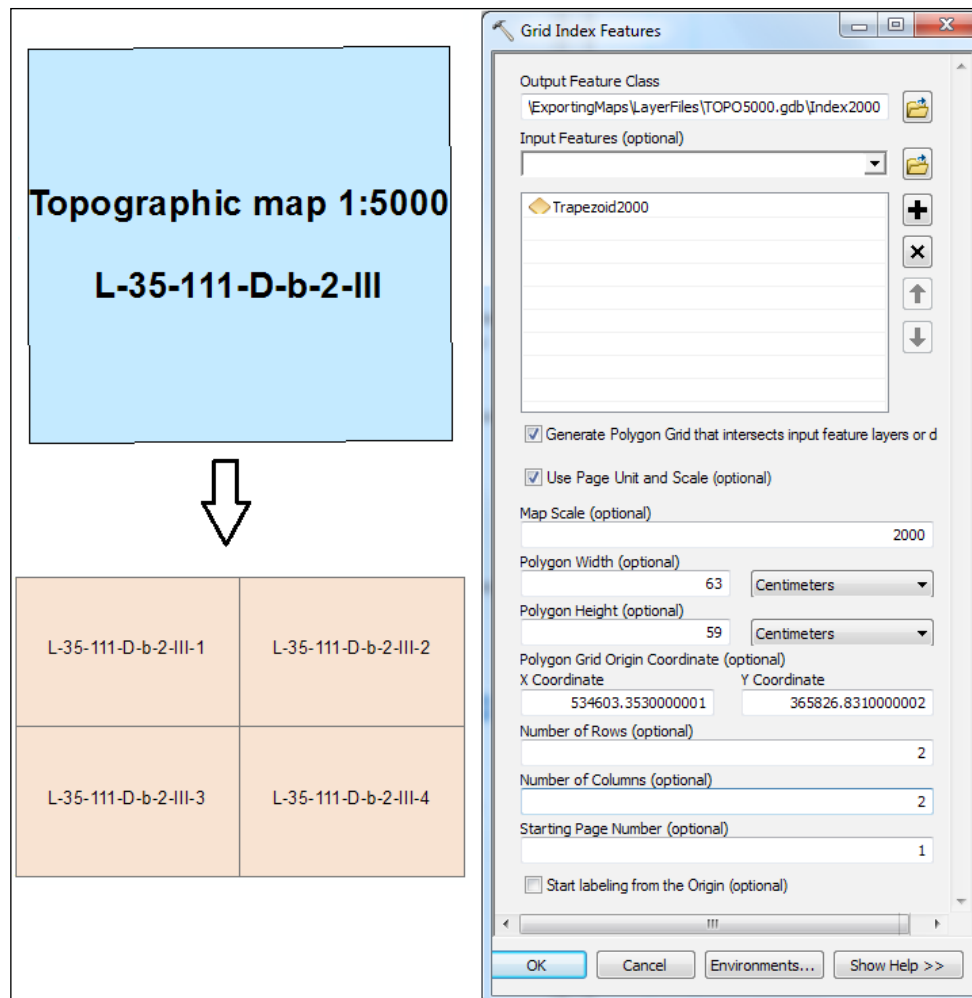 Topographic map 1:5000
L-35-111-D-b-2-III
L-35-111-D-b-2-III-1
L-35-111-D-b-2-III-2
L-35-111-D-b-2-III-3
L-35-111-D-b-2-III-4
Grid Index Features
Output Feature Class
\ExportingMaps\LayerFiles\TOPO5000.gdb\Index2000
Input Features (optional)
Trapezoid2000
Generate Polygon Grid that intersects input feature layers or d
Use Page Unit and Scale (optional)
Map Scale (optional)
2000
Polygon Width (optional)
63 Centimeters
Polygon Height (optional)
59 Centimeters
Polygon Grid Origin Coordinate (optional)
X Coordinate Y Coordinate
534603.3530000001 365826.8310000002
Number of Rows (optional)
2
Number of Columns (optional)
2
Starting Page Number (optional)
1
Start labeling from the Origin (optional)
OK Cancel Environments... Show Help >>